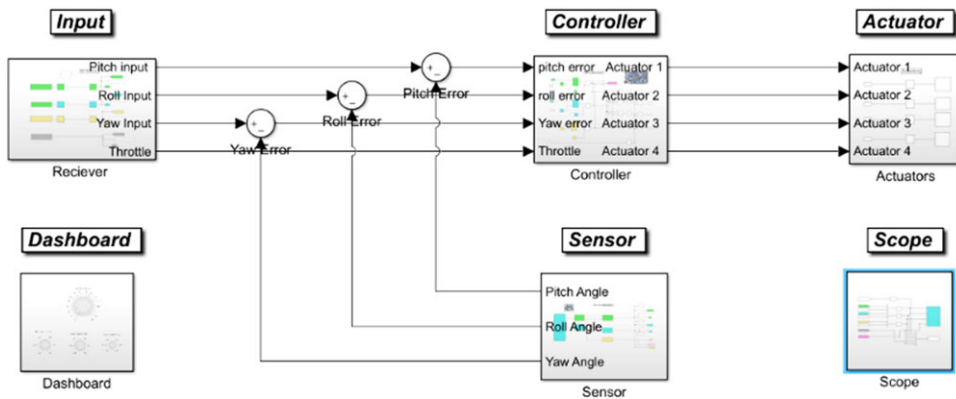 Input
Controller
Actuator
Pitch input
Roll Input
Yaw Input
Throttle
Reciever
+
-
Pitch Error
+
-
Roll Error
+
-
Yaw Error
pitch error
roll error
Yaw error
Throttle
Actuator 1
Actuator 2
Actuator 3
Actuator 4
Controller
Actuator 1
Actuator 2
Actuator 3
Actuator 4
Actuators
Dashboard
Sensor
Scope
Dashboard
Pitch Angle
Roll Angle
Yaw Angle
Sensor
Scope